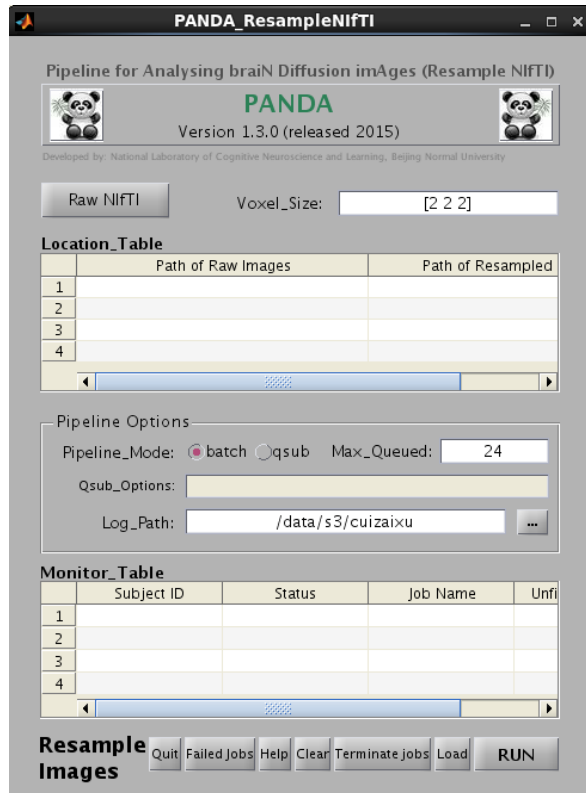 PANDA_ResampleNIfTI
Pipeline for Analysing braiN Diffusion imAges (Resample NIfTI)
PANDA
Version 1.3.0 (released 2015)
Developed by: National Laboratory of Cognitive Neuroscience and Learning, Beijing Normal University
Raw NIfTI Voxel_Size: [2 2 2]
Location_Table
Path of Raw Images Path of Resampled
1
2
3
4
Pipeline Options
Pipeline_Mode: batch qsub Max_Queued: 24
Qsub_Options:
Log_Path: /data/s3/cuizaixu ...
Monitor_Table
Subject ID Status Job Name Unfi
1
2
3
4
Resample Images
Quit Failed Jobs Help Clear Terminate jobs Load RUN